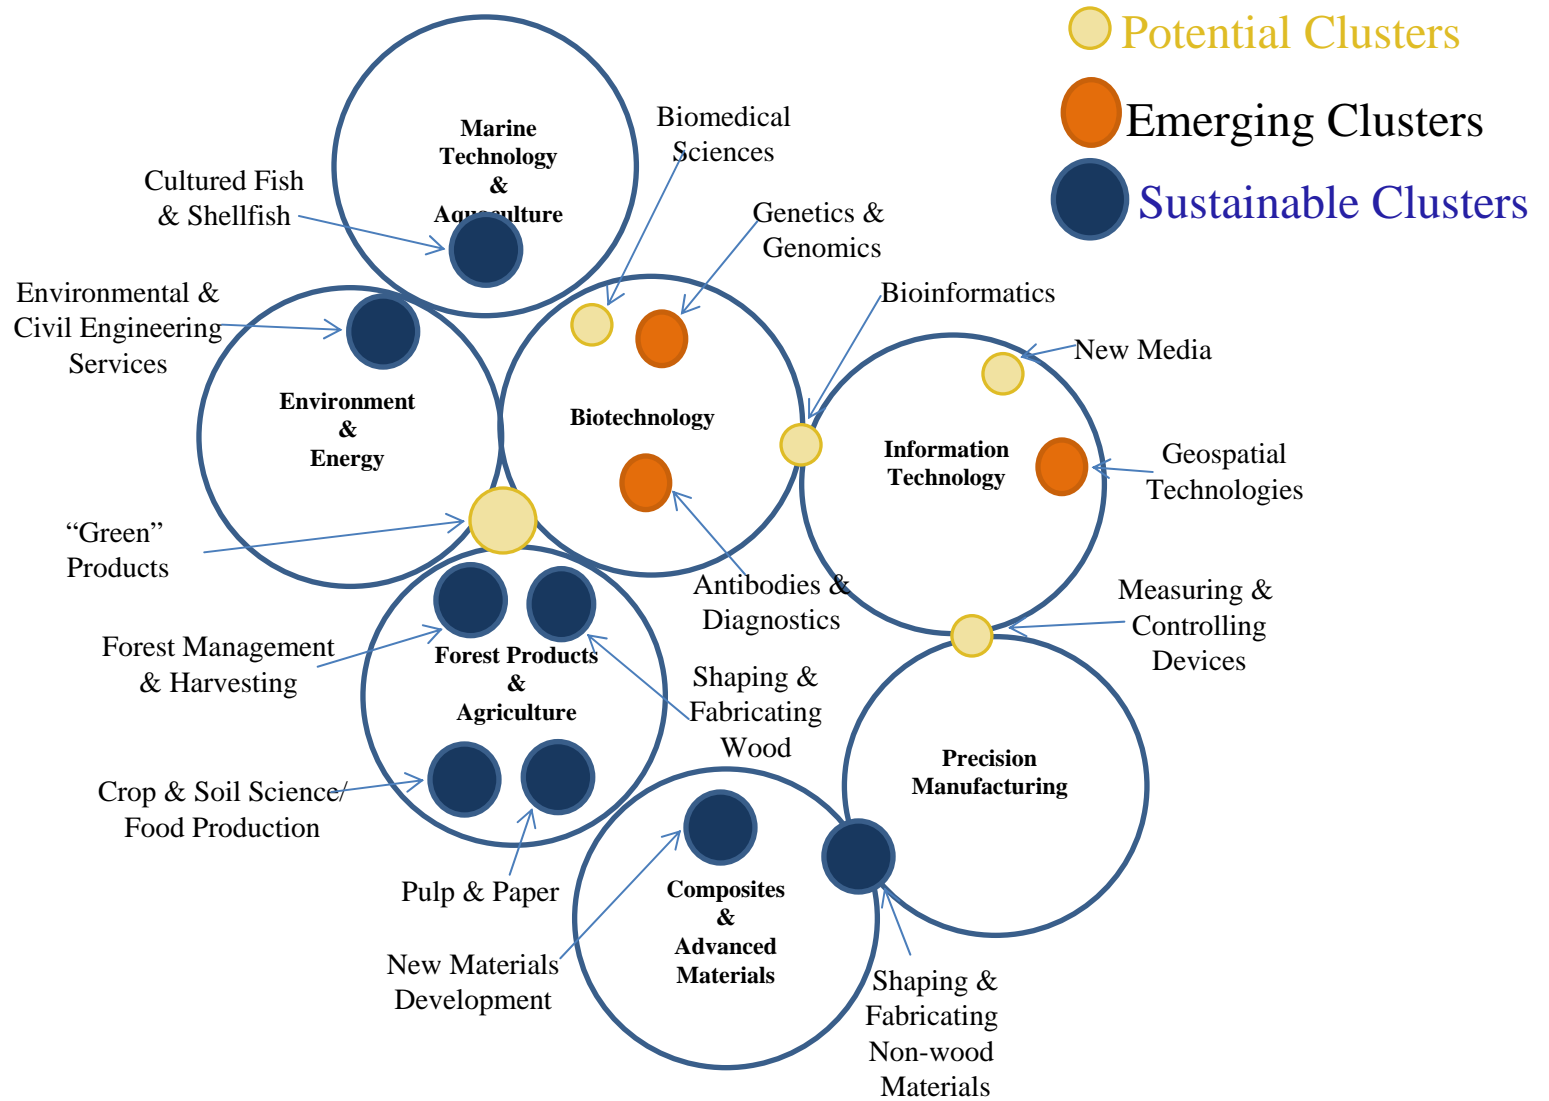 Potential Clusters
Emerging Clusters
Sustainable Clusters
Marine
Technology
&
Aquaculture
Biomedical
Sciences
Cultured Fish
& Shellfish
Genetics &
Genomics
Environmental &
Civil Engineering
Services
Bioinformatics
New Media
Environment
&
Energy
Biotechnology
Information
Technology
Geospatial
Technologies
“Green”
Products
Antibodies &
Diagnostics
Measuring &
Controlling
Devices
Forest Management
& Harvesting
Forest Products
&
Agriculture
Shaping &
Fabricating
Wood
Precision
Manufacturing
Crop & Soil Science/
Food Production
Pulp & Paper
Composites
&
Advanced
Materials
New Materials
Development
Shaping &
Fabricating
Non-wood
Materials